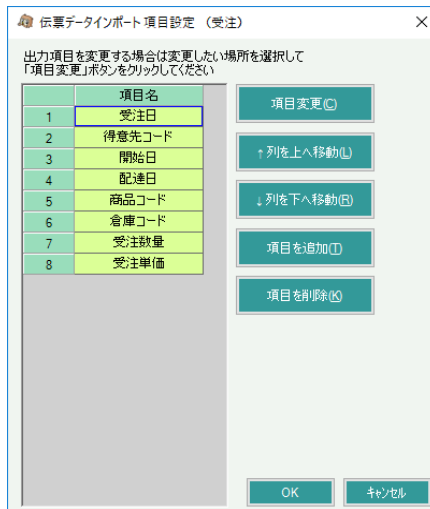 伝票データインポート項目設定　（受注）
出力項目を変更する場合は変更したい場所を選択して
「項目変更」ボタンをクリックしてください
項目名
1 受注日
2 得意先コード
3 開始日
4 配達日
5 商品コード
6 倉庫コード
7 受注数量
8 受注単価
項目変更(C)
↑列を上へ移動(L)
↓列を下へ移動(R)
項目を追加(T)
項目を削除(K)
OK
キャンセル